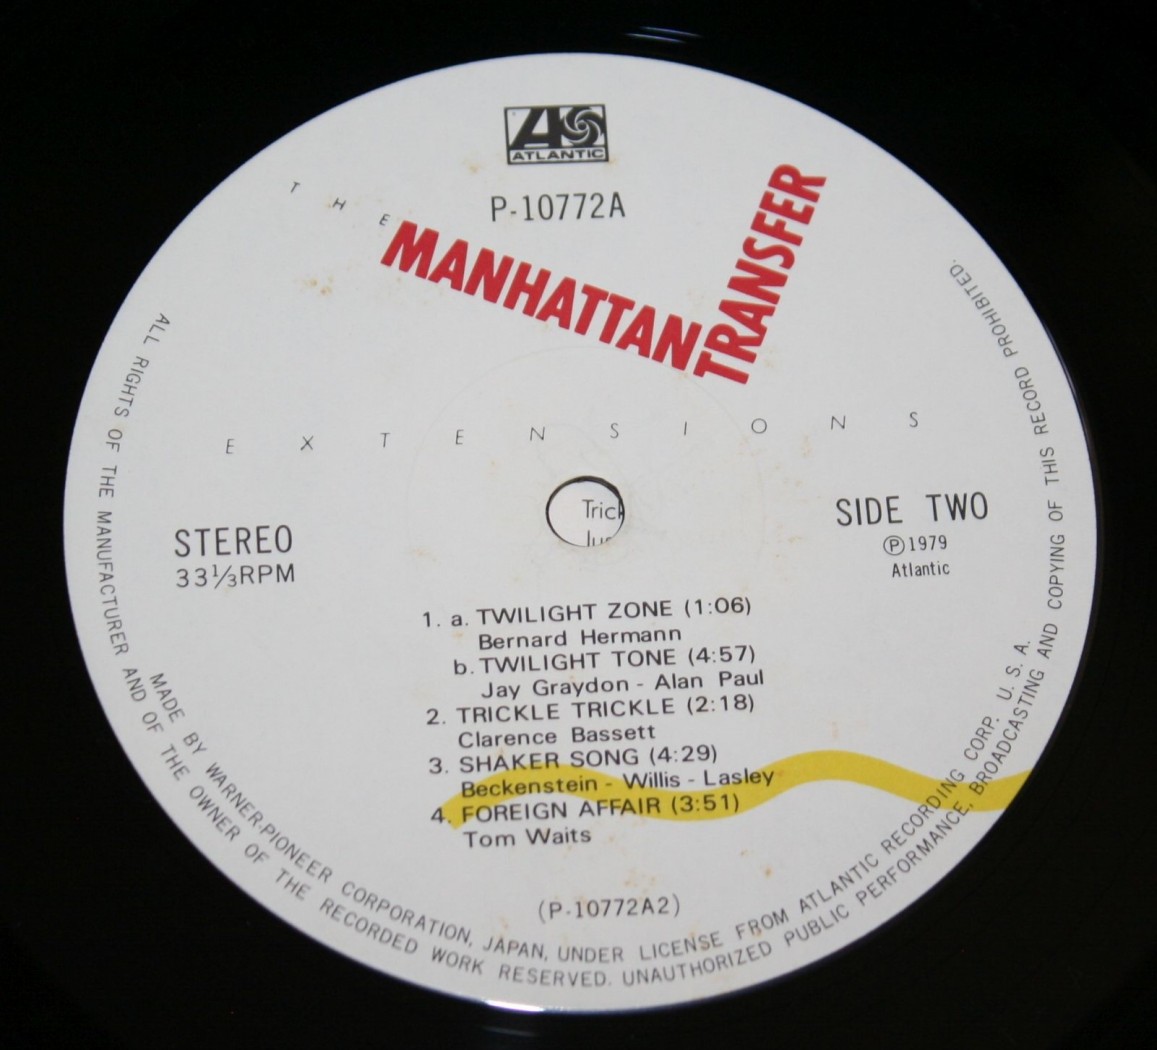 ATLANTIC
P-10772A
THE
MANHATTAN
TRANSFER
EXTENSIONS
STEREO
33⅓RPM
SIDE TWO
Ⓟ1979
Atlantic
Tric
1. a. TWILIGHT ZONE (1:06)
Bernard Hermann
b. TWILIGHT TONE (4:57)
Jay Graydon - Alan Paul
2. TRICKLE TRICKLE (2:18)
Clarence Bassett
3. SHAKER SONG (4:29)
Beckenstein - Willis - Lasley
4. FOREIGN AFFAIR (3:51)
Tom Waits
(P-10772A2)
MADE BY WARNER-PIONEER CORPORATION, JAPAN, UNDER LICENSE FROM ATLANTIC RECORDING CORP. U. S. A.
ALL RIGHTS OF THE MANUFACTURER AND OF THE OWNER OF THE RECORDED WORK RESERVED. UNAUTHORIZED PUBLIC PERFORMANCE, BROADCASTING AND COPYING OF THIS RECORD PROHIBITED.